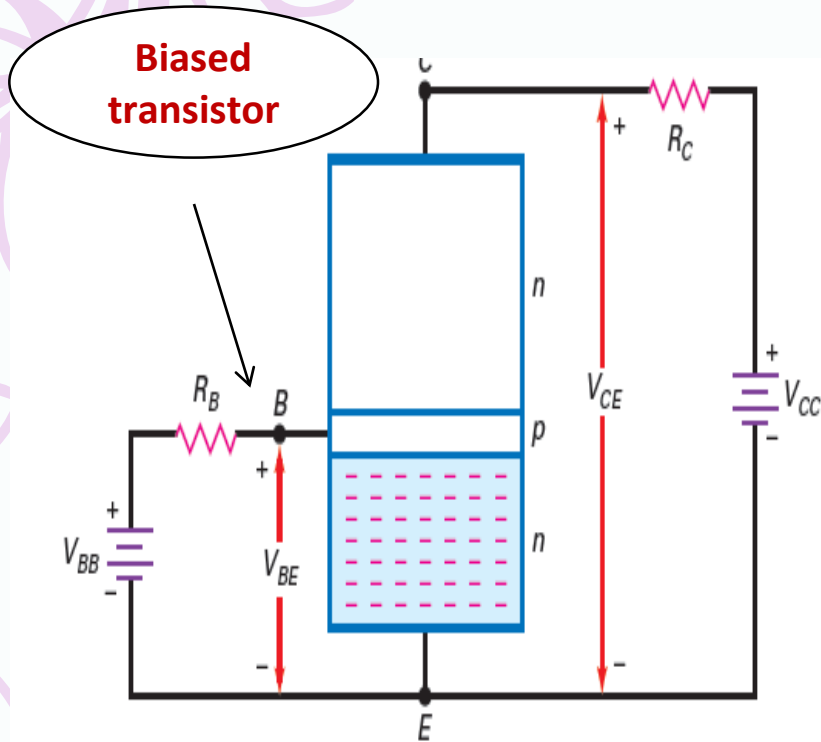 Biased
transistor
C
+
R_C
n
V_CE
+
V_CC
-
R_B
B
p
+
+
V_BB
-
V_BE
n
-
-
E